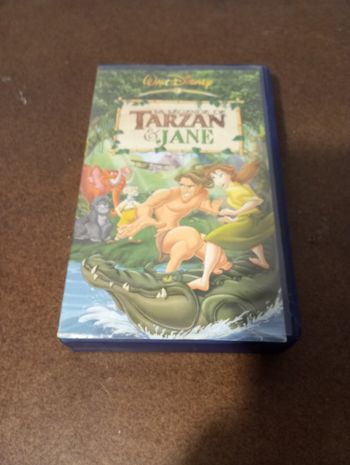 WALT DISNEY
TARZAN
& JANE